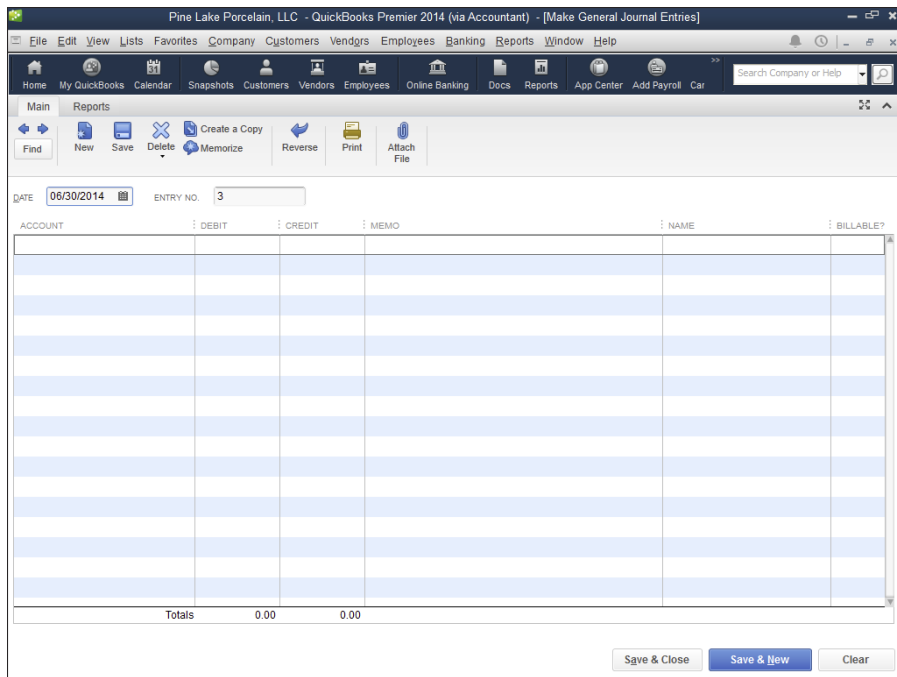 Pine Lake Porcelain, LLC - QuickBooks Premier 2014 (via Accountant) - [Make General Journal Entries]
File Edit View Lists Favorites Company Customers Vendors Employees Banking Reports Window Help
Home My QuickBooks Calendar Snapshots Customers Vendors Employees Online Banking Docs Reports App Center Add Payroll Car >> Search Company or Help
Main Reports
Find New Save Delete Create a Copy Memorize Reverse Print Attach File
DATE 06/30/2014 ENTRY NO. 3
ACCOUNT DEBIT CREDIT MEMO NAME BILLABLE?
Totals 0.00 0.00
Save & Close Save & New Clear